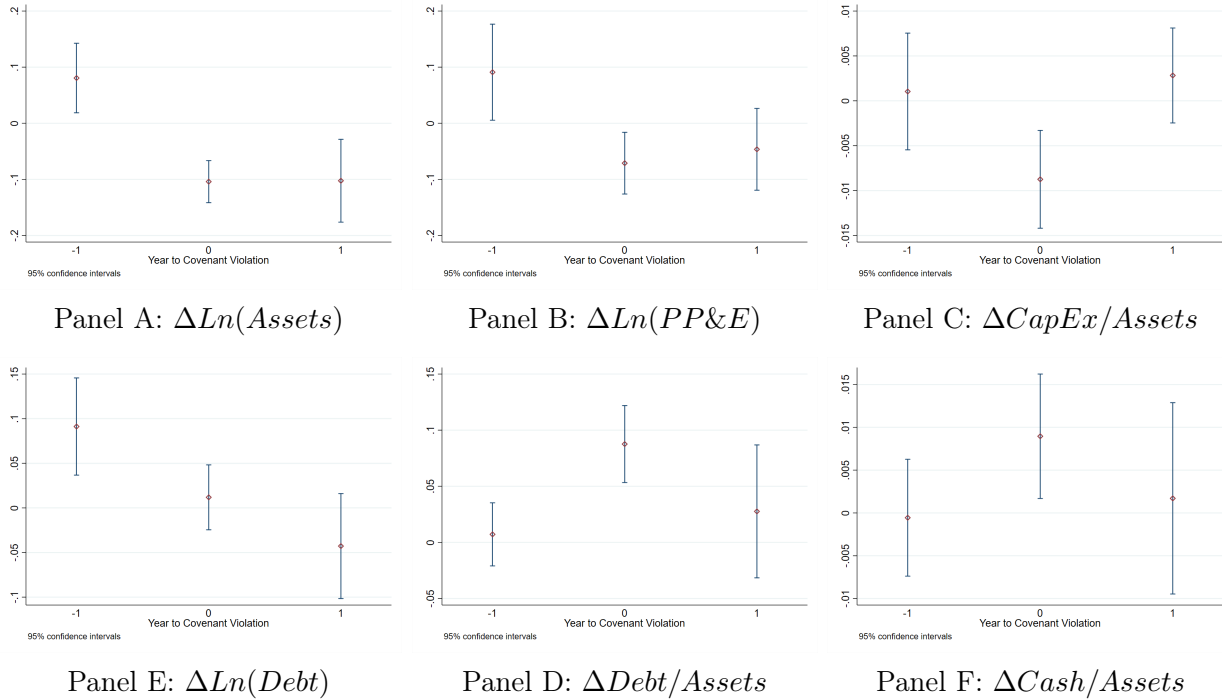 .2
.1
0
-.1
-.2
-1
0
1
Year to Covenant Violation
95% confidence intervals
Panel A: ΔLn(Assets)
.2
.1
0
-.1
-.2
-1
0
1
Year to Covenant Violation
95% confidence intervals
Panel B: ΔLn(PP&E)
.01
.005
0
-.005
-.01
-.015
-1
0
1
Year to Covenant Violation
95% confidence intervals
Panel C: ΔCapEx/Assets
.15
.1
.05
0
-.05
-.1
-1
0
1
Year to Covenant Violation
95% confidence intervals
Panel E: ΔLn(Debt)
.15
.1
.05
0
-.05
-1
0
1
Year to Covenant Violation
95% confidence intervals
Panel D: ΔDebt/Assets
.015
.01
.005
0
-.005
-.01
-1
0
1
Year to Covenant Violation
95% confidence intervals
Panel F: ΔCash/Assets